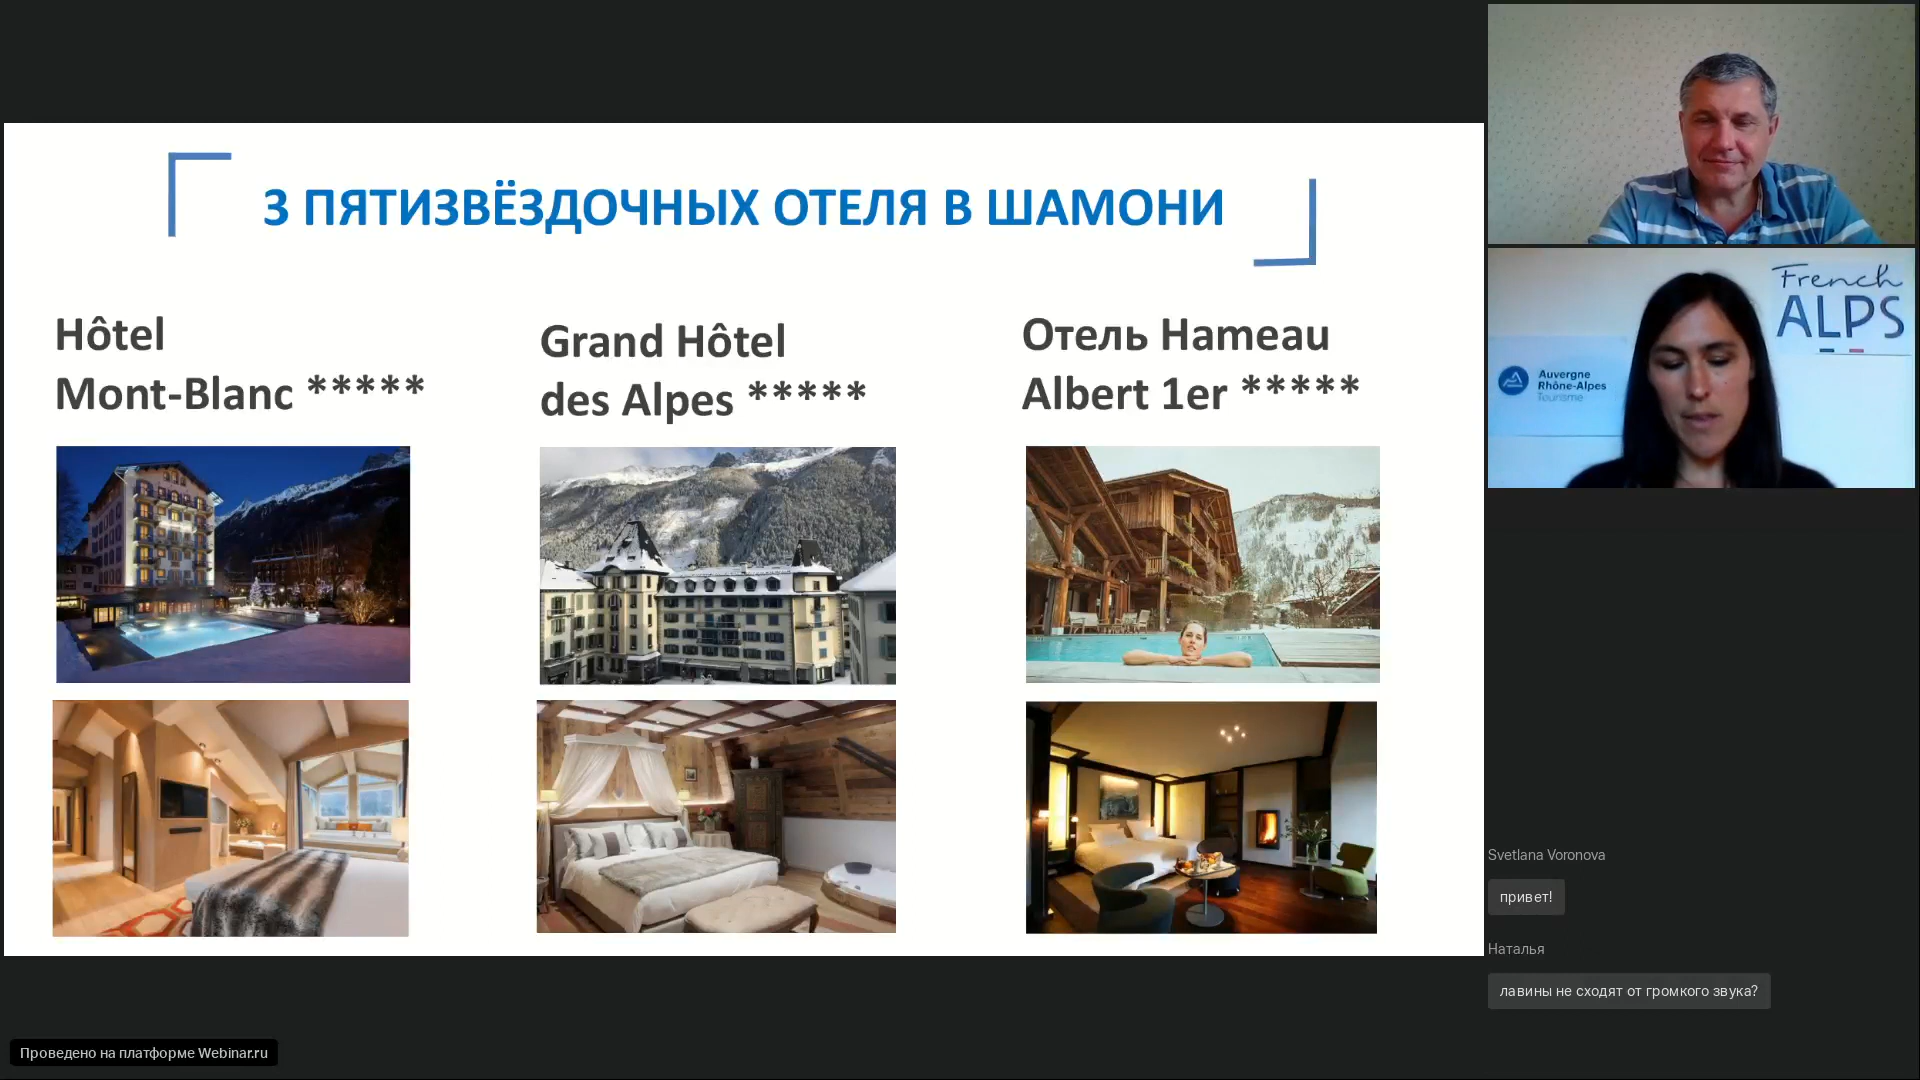 3 ПЯТИЗВЁЗДОЧНЫХ ОТЕЛЯ В ШАМОНИ
Hôtel
Mont-Blanc *****
Grand Hôtel
des Alpes *****
Отель Hameau
Albert 1er *****
French
ALPS
Auvergne
Rhône-Alpes
Tourisme
Svetlana Voronova
привет!
Наталья
лавины не сходят от громкого звука?
Проведено на платформе Webinar.ru